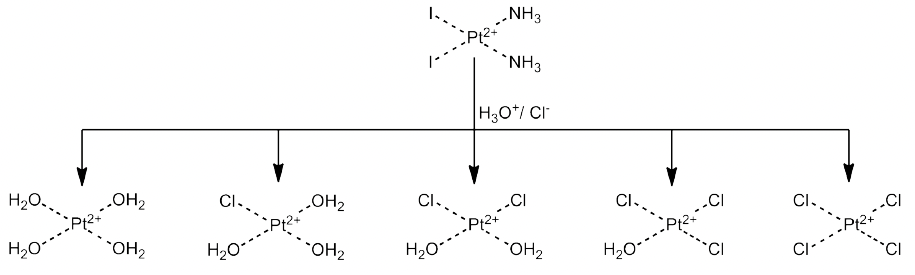 I NH₃
Pt²⁺
I NH₃
H₃O⁺/ Cl⁻
H₂O OH₂ Cl OH₂ Cl Cl Cl Cl Cl Cl
Pt²⁺ Pt²⁺ Pt²⁺ Pt²⁺ Pt²⁺
H₂O OH₂ H₂O OH₂ H₂O OH₂ H₂O Cl Cl Cl